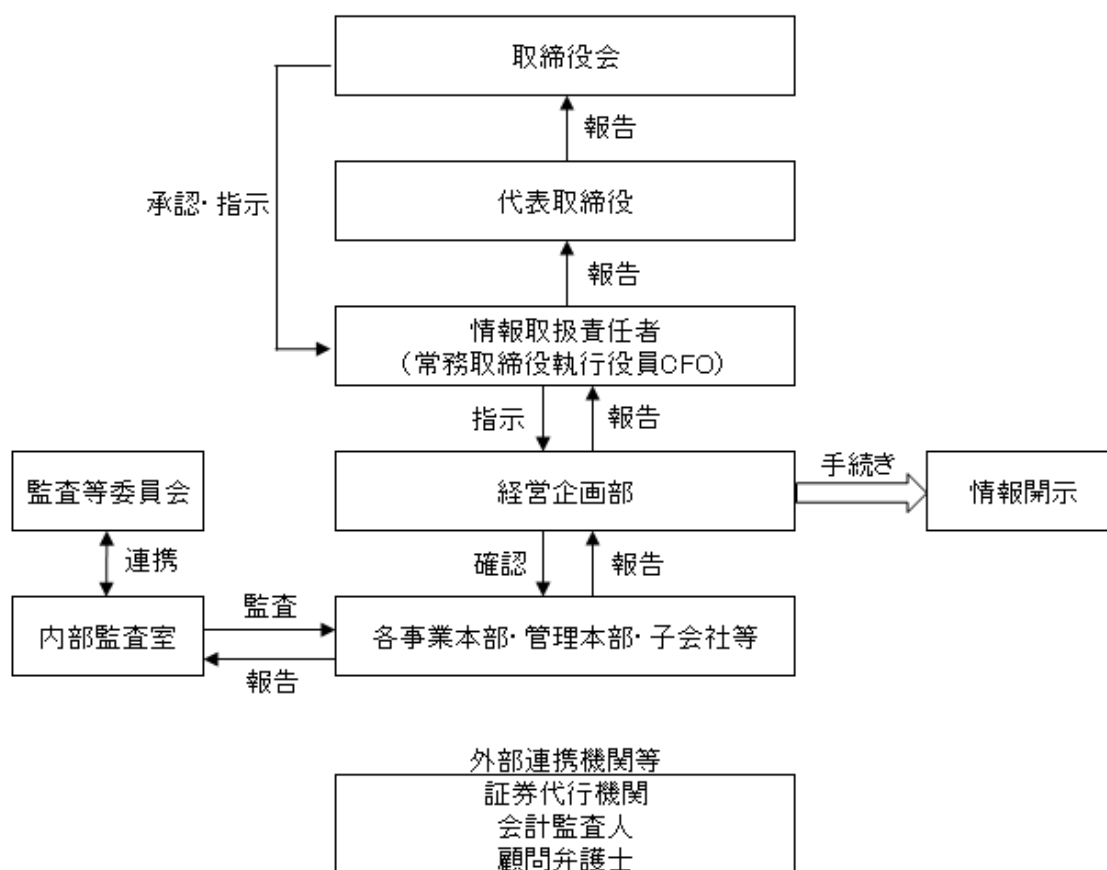 取締役会
報告
承認・指示
代表取締役
報告
情報取扱責任者
（常務取締役執行役員CFO）
指示
報告
監査等委員会
経営企画部
手続き
情報開示
連携
確認
報告
内部監査室
監査
報告
各事業本部・管理本部・子会社等
外部連携機関等
証券代行機関
会計監査人
顧問弁護士